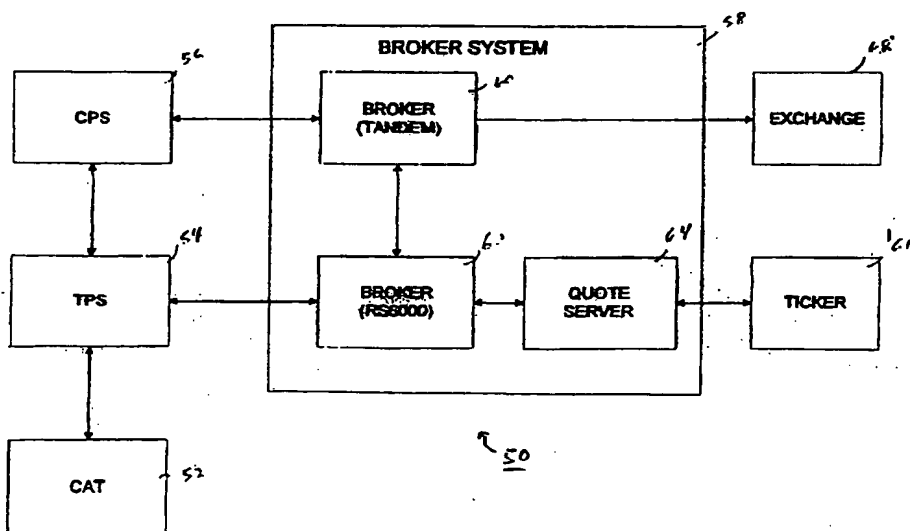 58
BROKER SYSTEM
56
CPS
BROKER
(TANDEM)
68
EXCHANGE
54
TPS
BROKER
(RS6000)
64
QUOTE
SERVER
TICKER
50
CAT
52